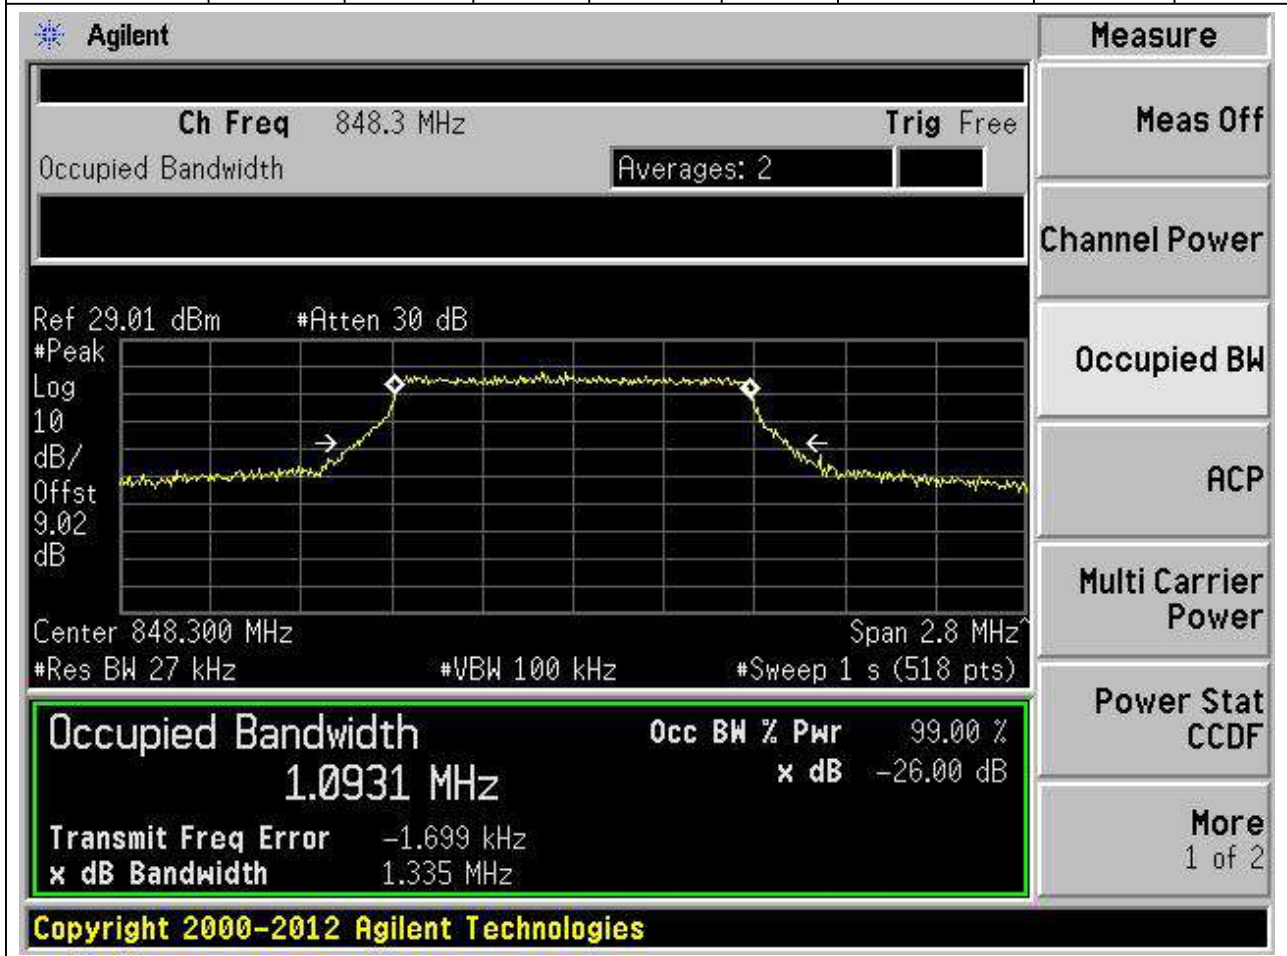 Agilent
Measure
Ch Freq 848.3 MHz Trig Free
Occupied Bandwidth Averages: 2
Meas Off
Channel Power
Occupied BW
ACP
Multi Carrier
Power
Power Stat
CCDF
More
1 of 2
Ref 29.01 dBm #Atten 30 dB
#Peak
Log
10
dB/
Offst
9.02
dB
Center 848.300 MHz Span 2.8 MHz^
#Res BW 27 kHz #VBW 100 kHz #Sweep 1 s (518 pts)
Occupied Bandwidth Occ BW % Pwr 99.00 %
1.0931 MHz x dB -26.00 dB
Transmit Freq Error -1.699 kHz
x dB Bandwidth 1.335 MHz
Copyright 2000-2012 Agilent Technologies